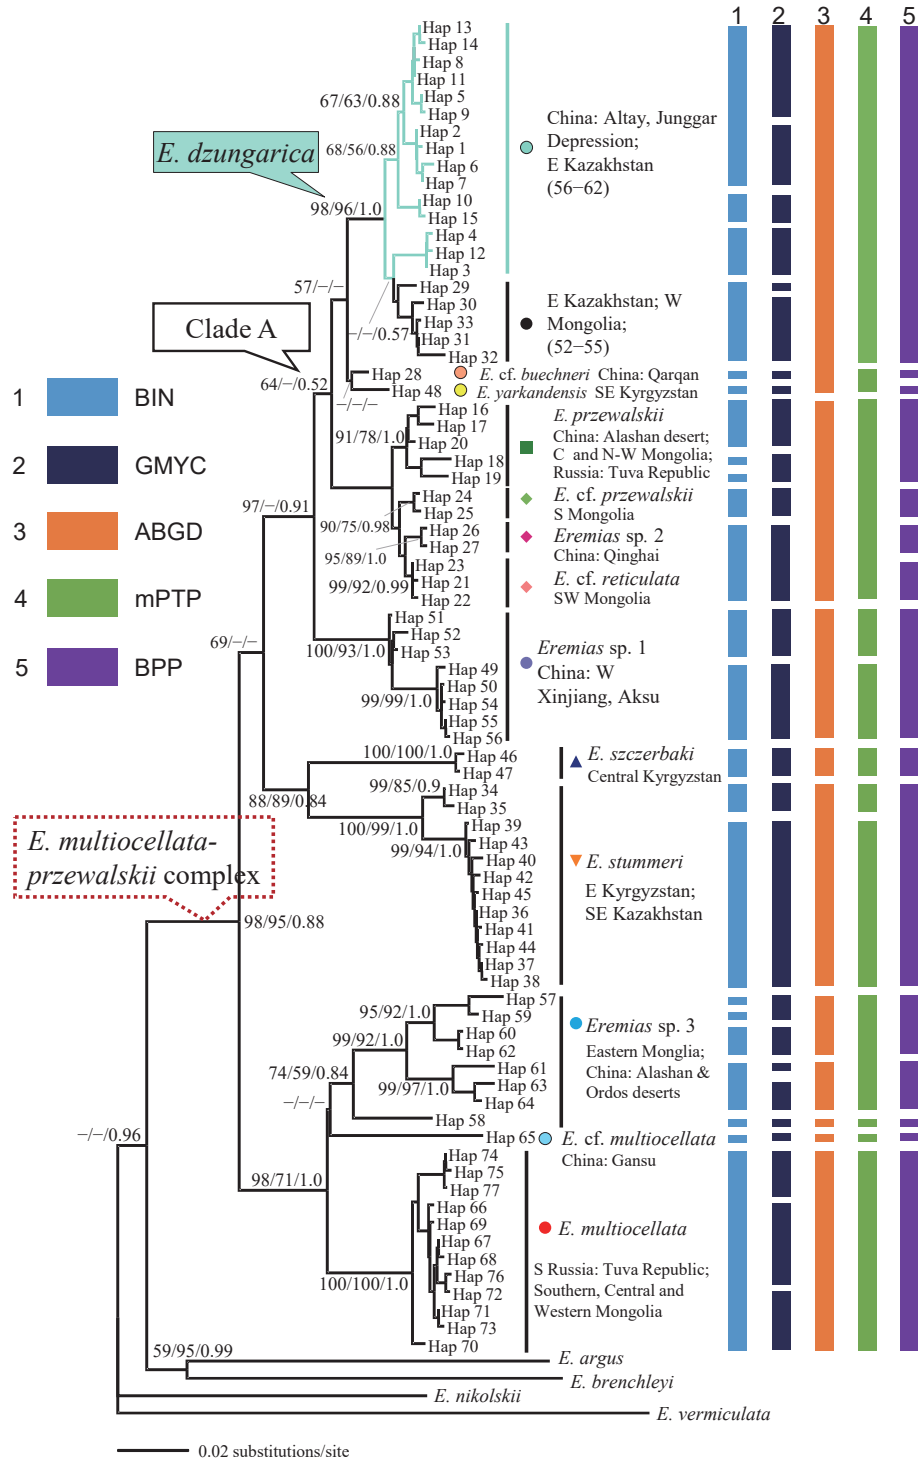 1 2 3 4 5
Hap 13
Hap 14
Hap 8
Hap 11
67/63/0.88
Hap 5
Hap 9
Hap 2
68/56/0.88
Hap 1
Hap 6
Hap 7
Hap 10
Hap 15
Hap 4
Hap 12
Hap 3
E. dzungarica
98/96/1.0
China: Altay, Junggar
Depression;
E Kazakhstan
(56–62)
57/–/–
Hap 29
Hap 30
Hap 33
Hap 31
Hap 32
–/–/0.57
E Kazakhstan; W
Mongolia;
(52–55)
Clade A
64/–/0.52
Hap 28
E. cf. buechneri China: Qarqan
Hap 48
E. yarkandensis SE Kyrgyzstan
–/–/–
1 BIN
2 GMYC
3 ABGD
4 mPTP
5 BPP
Hap 16
Hap 17
91/78/1.0
Hap 20
Hap 18
Hap 19
E. przewalskii
China: Alashan desert;
C and N-W Mongolia;
Russia: Tuva Republic
97/–/0.91
Hap 24
Hap 25
90/75/0.98
E. cf. przewalskii
S Mongolia
Hap 26
Hap 27
95/89/1.0
Eremias sp. 2
China: Qinghai
Hap 23
Hap 21
Hap 22
99/92/0.99
E. cf. reticulata
SW Mongolia
69/–/–
Hap 51
Hap 52
Hap 53
100/93/1.0
Hap 49
Hap 50
Hap 54
Hap 55
Hap 56
99/99/1.0
Eremias sp. 1
China: W
Xinjiang, Aksu
100/100/1.0
Hap 46
Hap 47
E. szczerbaki
Central Kyrgyzstan
88/89/0.84
99/85/0.9
Hap 34
Hap 35
100/99/1.0
Hap 39
Hap 43
99/94/1.0
Hap 40
Hap 42
Hap 45
Hap 36
Hap 41
Hap 44
Hap 37
Hap 38
E. stummeri
E Kyrgyzstan;
SE Kazakhstan
E. multiocellata-
przewalskii complex
98/95/0.88
Hap 57
95/92/1.0
Hap 59
Hap 60
99/92/1.0
Hap 62
Hap 61
74/59/0.84
99/97/1.0
Hap 63
Hap 64
–/–/–
Hap 58
Eremias sp. 3
Eastern Monglia;
China: Alashan &
Ordos deserts
–/–/0.96
Hap 65
E. cf. multiocellata
China: Gansu
98/71/1.0
Hap 74
Hap 75
Hap 77
Hap 66
Hap 69
Hap 67
Hap 68
Hap 76
100/100/1.0
Hap 72
Hap 71
Hap 73
Hap 70
E. multiocellata
S Russia: Tuva Republic;
Southern, Central and
Western Mongolia
59/95/0.99
E. argus
E. brenchleyi
E. nikolskii
E. vermiculata
0.02 substitutions/site